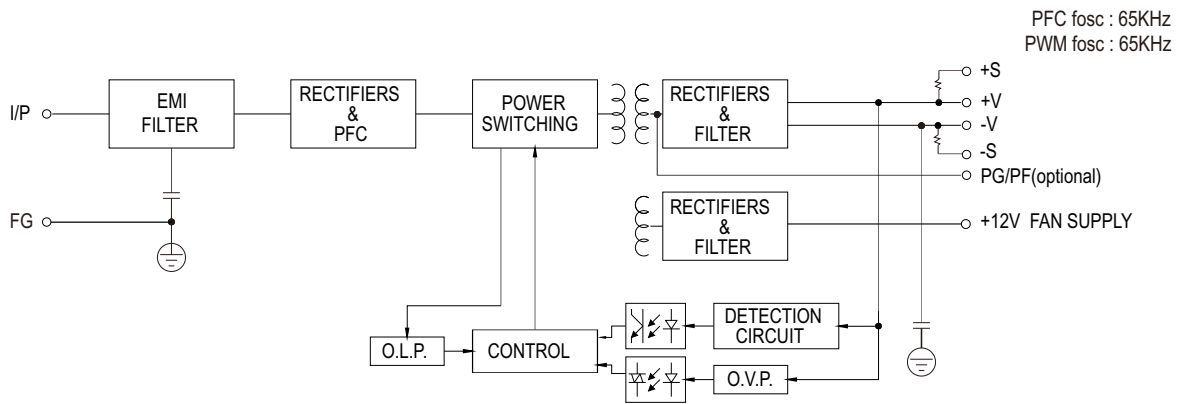 PFC fosc : 65KHz
PWM fosc : 65KHz
I/P
EMI
FILTER
RECTIFIERS
&
PFC
POWER
SWITCHING
RECTIFIERS
&
FILTER
+S
+V
-V
-S
PG/PF(optional)
FG
RECTIFIERS
&
FILTER
+12V FAN SUPPLY
O.L.P.
CONTROL
DETECTION
CIRCUIT
O.V.P.